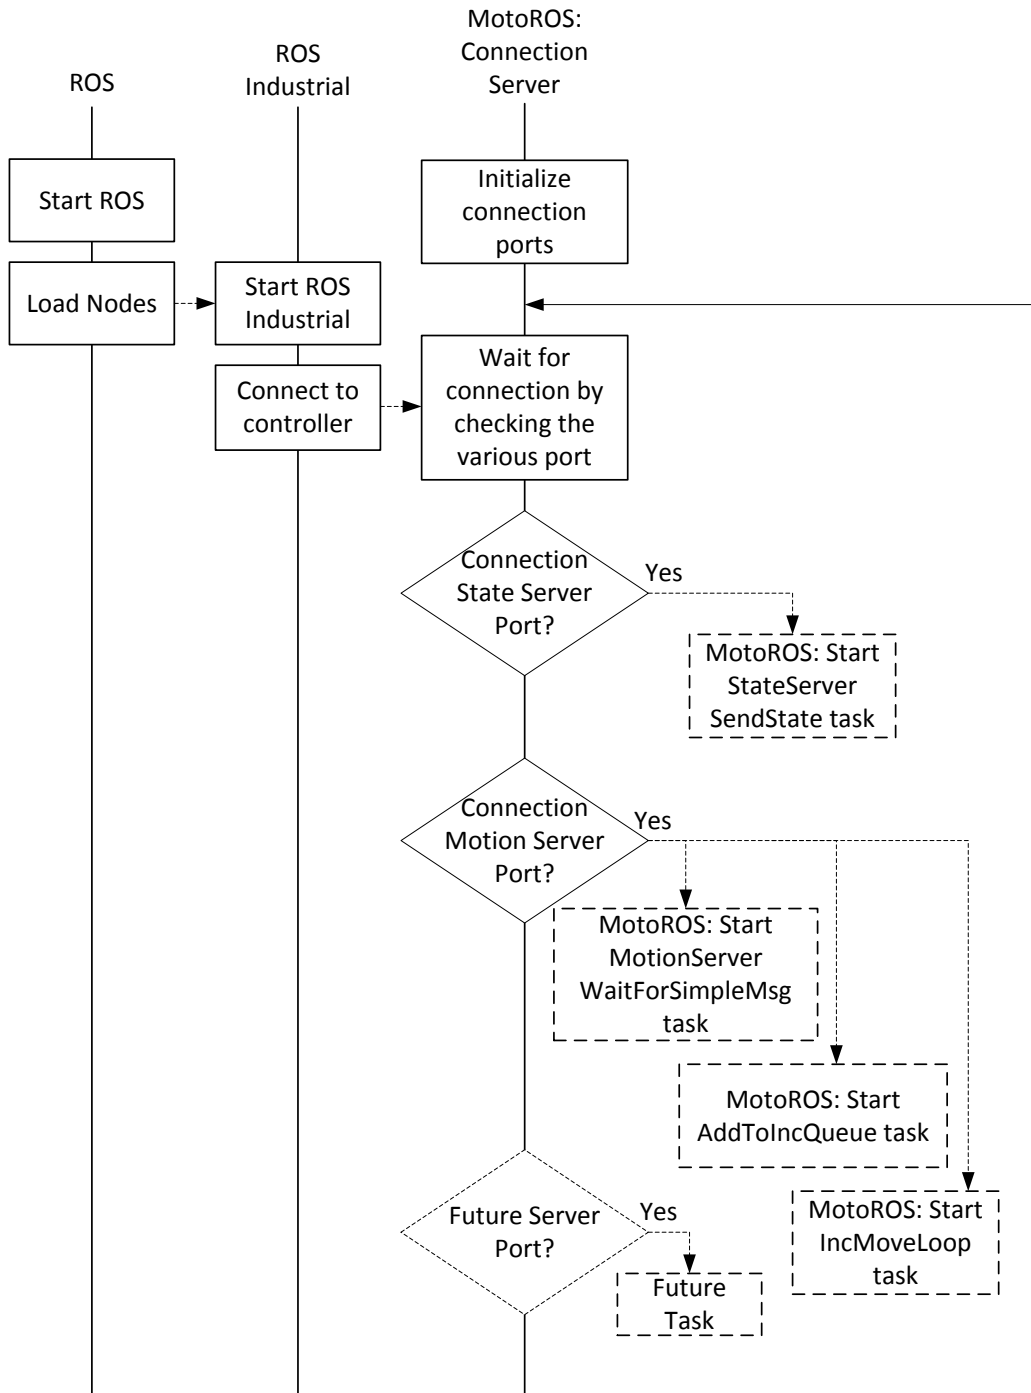 ROS
ROS
Industrial
MotoROS:
Connection
Server
Start ROS
Load Nodes
Start ROS
Industrial
Connect to
controller
Initialize
connection
ports
Wait for
connection by
checking the
various port
Connection
State Server
Port?
Yes
MotoROS: Start
StateServer
SendState task
Connection
Motion Server
Port?
Yes
MotoROS: Start
MotionServer
WaitForSimpleMsg
task
MotoROS: Start
AddToIncQueue task
MotoROS: Start
IncMoveLoop
task
Future Server
Port?
Yes
Future
Task